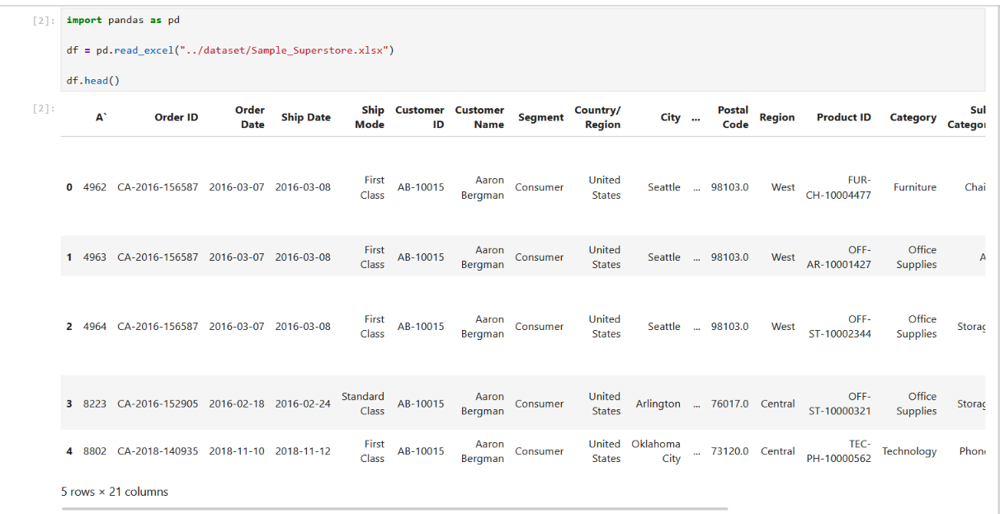 [2]: import pandas as pd
df = pd.read_excel("../dataset/Sample_Superstore.xlsx")
df.head()
[2]:
A` Order ID Order Date Ship Date Ship Mode Customer ID Customer Name Segment Country/ Region City ... Postal Code Region Product ID Category Sul Categor
0 4962 CA-2016-156587 2016-03-07 2016-03-08 First Class AB-10015 Aaron Bergman Consumer United States Seattle ... 98103.0 West FUR- CH-10004477 Furniture Chai
1 4963 CA-2016-156587 2016-03-07 2016-03-08 First Class AB-10015 Aaron Bergman Consumer United States Seattle ... 98103.0 West OFF- AR-10001427 Office Supplies A
2 4964 CA-2016-156587 2016-03-07 2016-03-08 First Class AB-10015 Aaron Bergman Consumer United States Seattle ... 98103.0 West OFF- ST-10002344 Office Supplies Storag
3 8223 CA-2016-152905 2016-02-18 2016-02-24 Standard Class AB-10015 Aaron Bergman Consumer United States Arlington ... 76017.0 Central OFF- ST-10000321 Office Supplies Storag
4 8802 CA-2018-140935 2018-11-10 2018-11-12 First Class AB-10015 Aaron Bergman Consumer United States Oklahoma City ... 73120.0 Central TEC- PH-10000562 Technology Phon
5 rows × 21 columns